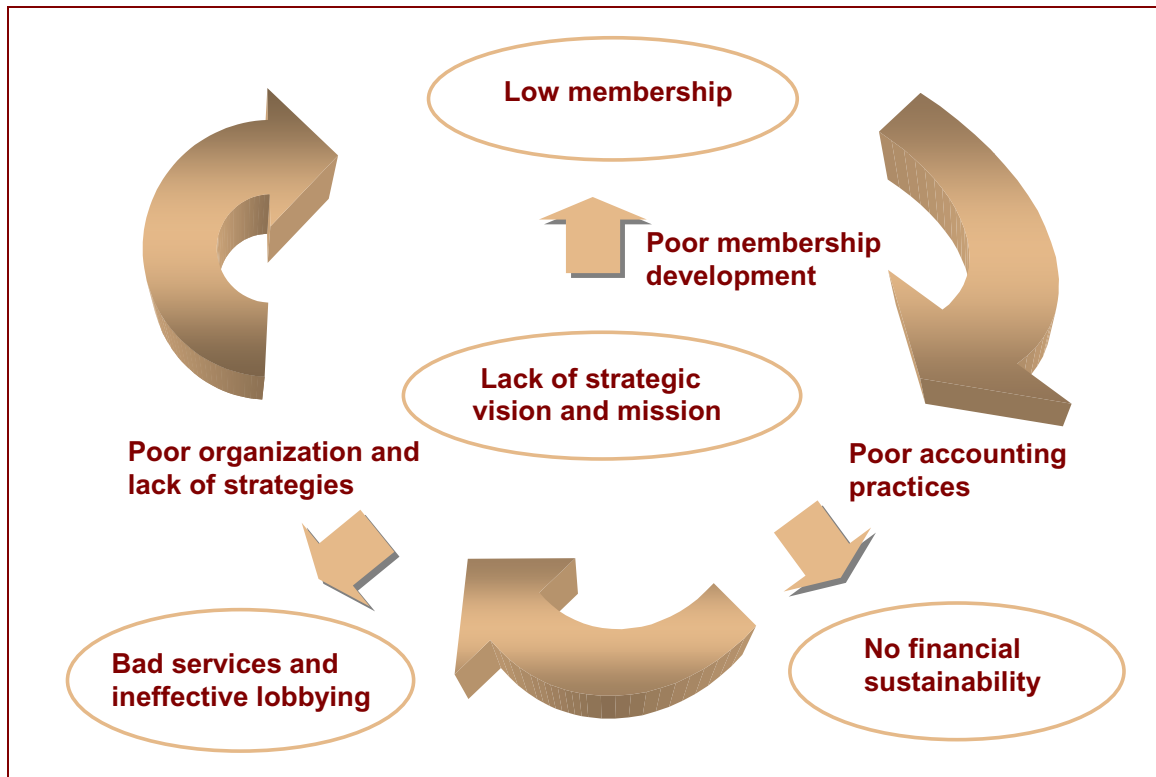 Low membership
Poor membership
development
Lack of strategic
vision and mission
Poor organization and
lack of strategies
Poor accounting
practices
Bad services and
ineffective lobbying
No financial
sustainability